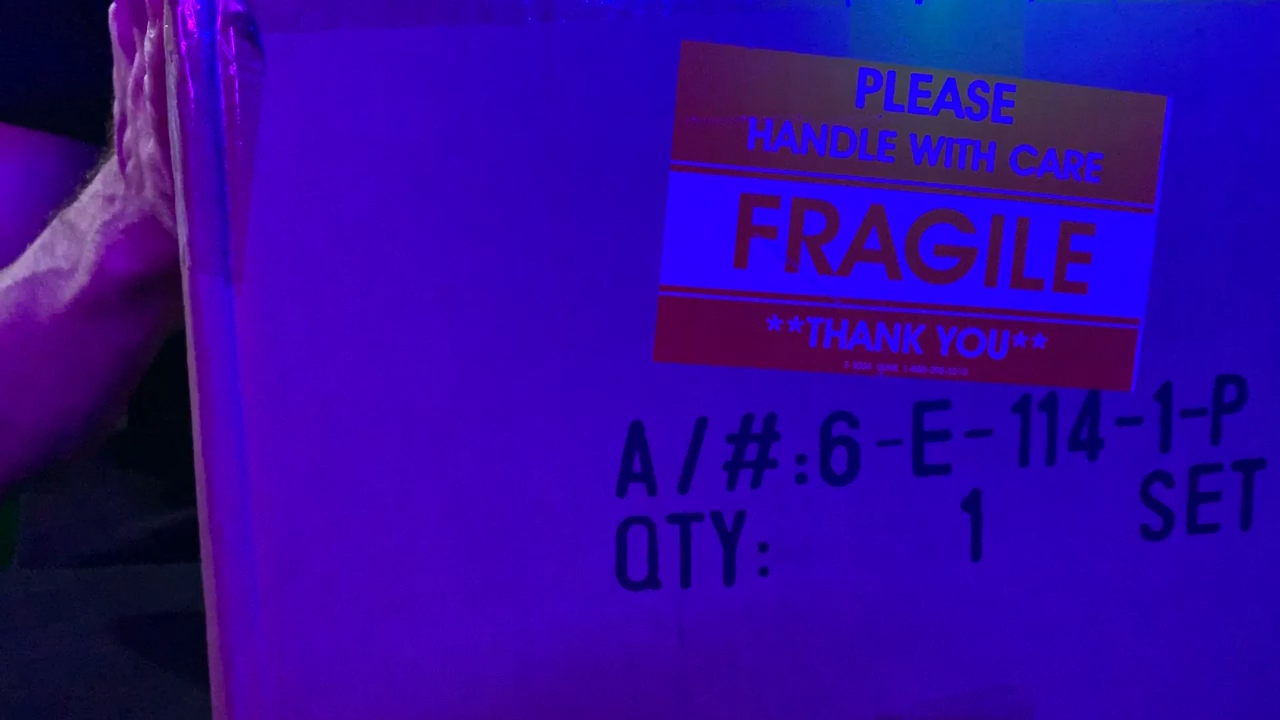 PLEASE
HANDLE WITH CARE
FRAGILE
**THANK YOU**
A/#:6-E-114-1-P
QTY: 1 SET